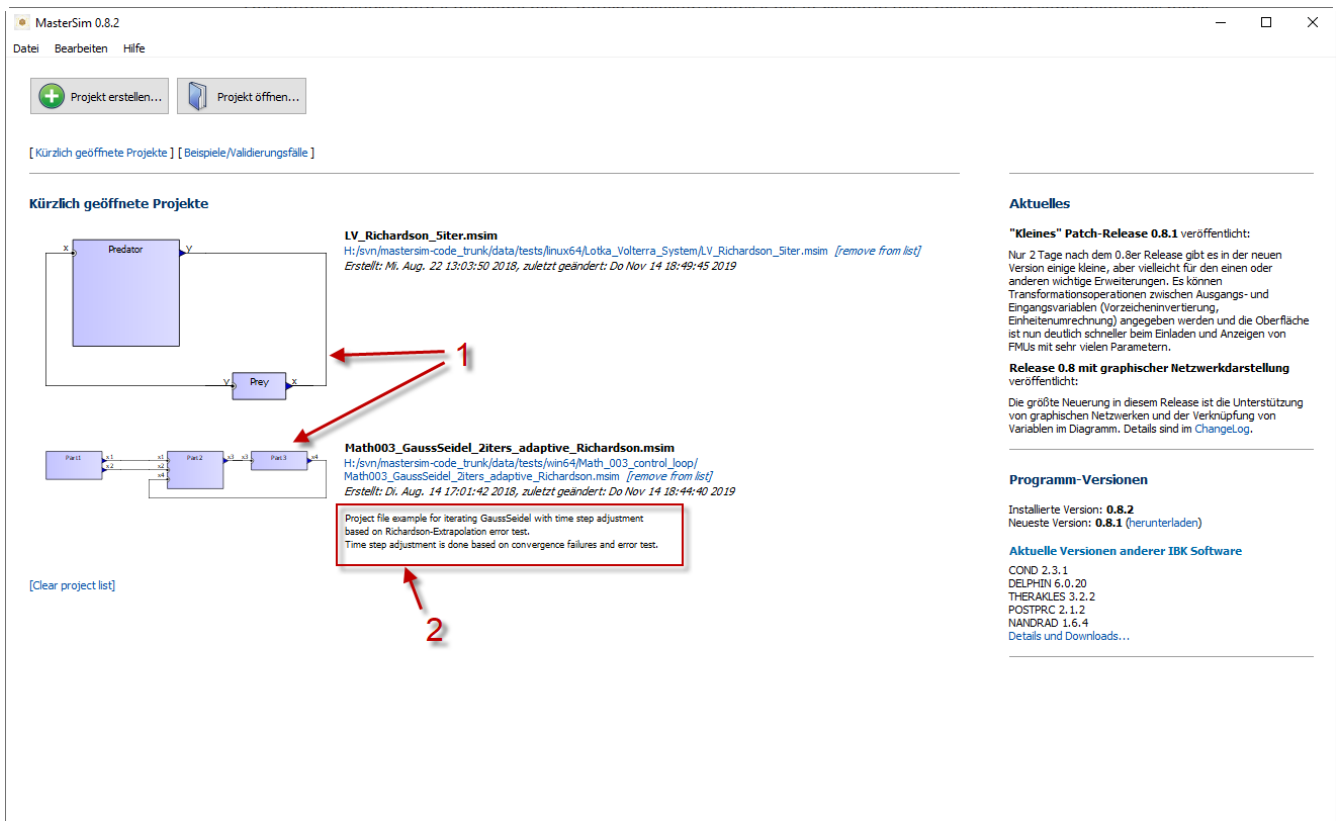 MasterSim 0.8.2
Datei Bearbeiten Hilfe
Projekt erstellen... Projekt öffnen...
[ Kürzlich geöffnete Projekte ] [ Beispiele/Validierungsfälle ]
Kürzlich geöffnete Projekte
x Predator y
y Prey x
LV_Richardson_5iter.msim
H:/svn/mastersim-code_trunk/data/tests/linux64/Lotka_Volterra_System/LV_Richardson_5iter.msim [remove from list]
Erstellt: Mi. Aug. 22 13:03:50 2018, zuletzt geändert: Do Nov 14 18:49:45 2019
1
Part1 x1 x1 Part2 x3 x3 Part3 x4
x2 x2
x4
Math003_GaussSeidel_2iters_adaptive_Richardson.msim
H:/svn/mastersim-code_trunk/data/tests/win64/Math_003_control_loop/
Math003_GaussSeidel_2iters_adaptive_Richardson.msim [remove from list]
Erstellt: Di. Aug. 14 17:01:42 2018, zuletzt geändert: Do Nov 14 18:44:40 2019
Project file example for iterating GaussSeidel with time step adjustment
based on Richardson-Extrapolation error test.
Time step adjustment is done based on convergence failures and error test.
2
[Clear project list]
Aktuelles
"Kleines" Patch-Release 0.8.1 veröffentlicht:
Nur 2 Tage nach dem 0.8er Release gibt es in der neuen
Version einige kleine, aber vielleicht für den einen oder
anderen wichtige Erweiterungen. Es können
Transformationsoperationen zwischen Ausgangs- und
Eingangsvariablen (Vorzeicheninvertierung,
Einheitenumrechnung) angegeben werden und die Oberfläche
ist nun deutlich schneller beim Einladen und Anzeigen von
FMUs mit sehr vielen Parametern.
Release 0.8 mit graphischer Netzwerkdarstellung
veröffentlicht:
Die größte Neuerung in diesem Release ist die Unterstützung
von graphischen Netzwerken und der Verknüpfung von
Variablen im Diagramm. Details sind im ChangeLog.
Programm-Versionen
Installierte Version: 0.8.2
Neueste Version: 0.8.1 (herunterladen)
Aktuelle Versionen anderer IBK Software
COND 2.3.1
DELPHIN 6.0.20
THERAKLES 3.2.2
POSTPRC 2.1.2
NANDRAD 1.6.4
Details und Downloads...